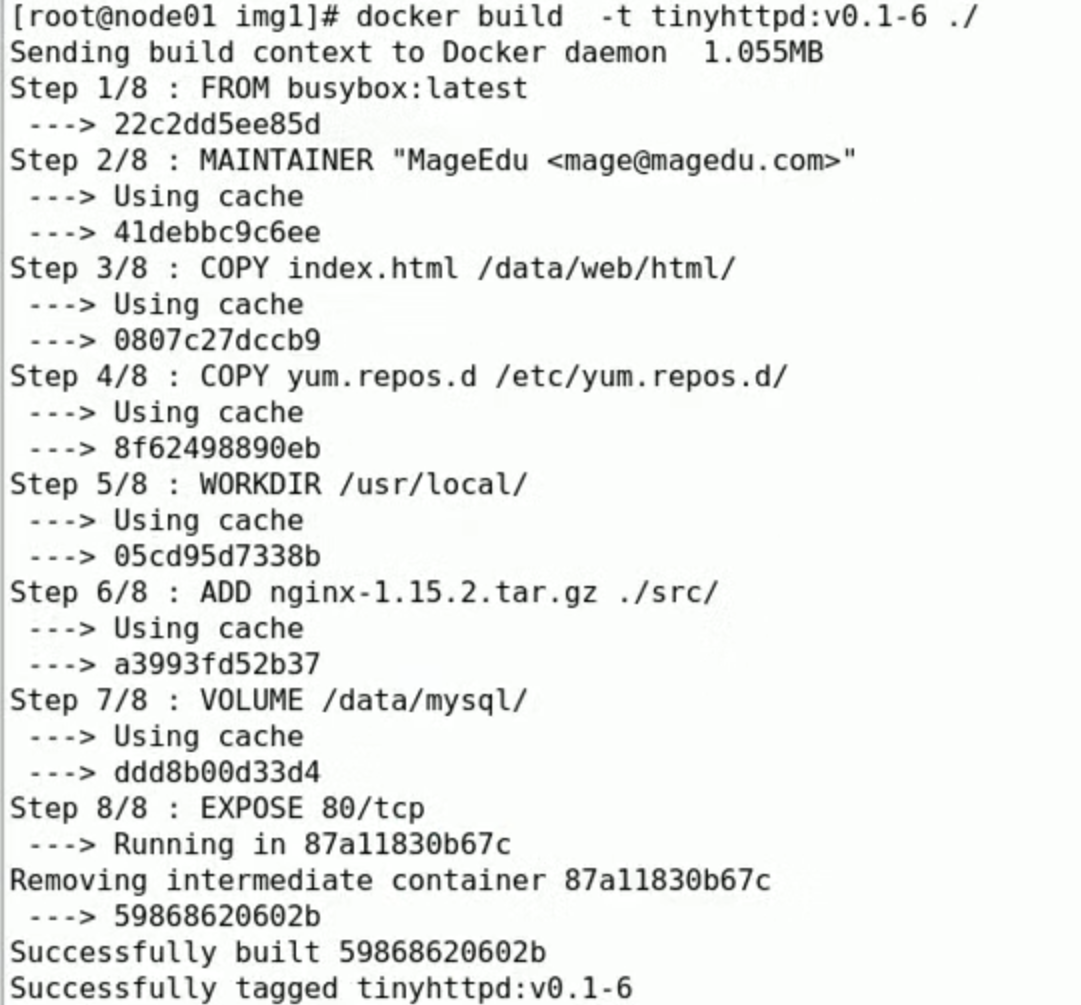 [root@node01 img1]# docker build  -t tinyhttpd:v0.1-6 ./
Sending build context to Docker daemon  1.055MB
Step 1/8 : FROM busybox:latest
 ---> 22c2dd5ee85d
Step 2/8 : MAINTAINER "MageEdu <mage@magedu.com>"
 ---> Using cache
 ---> 41debbc9c6ee
Step 3/8 : COPY index.html /data/web/html/
 ---> Using cache
 ---> 0807c27dccb9
Step 4/8 : COPY yum.repos.d /etc/yum.repos.d/
 ---> Using cache
 ---> 8f62498890eb
Step 5/8 : WORKDIR /usr/local/
 ---> Using cache
 ---> 05cd95d7338b
Step 6/8 : ADD nginx-1.15.2.tar.gz ./src/
 ---> Using cache
 ---> a3993fd52b37
Step 7/8 : VOLUME /data/mysql/
 ---> Using cache
 ---> ddd8b00d33d4
Step 8/8 : EXPOSE 80/tcp
 ---> Running in 87a11830b67c
Removing intermediate container 87a11830b67c
 ---> 59868620602b
Successfully built 59868620602b
Successfully tagged tinyhttpd:v0.1-6